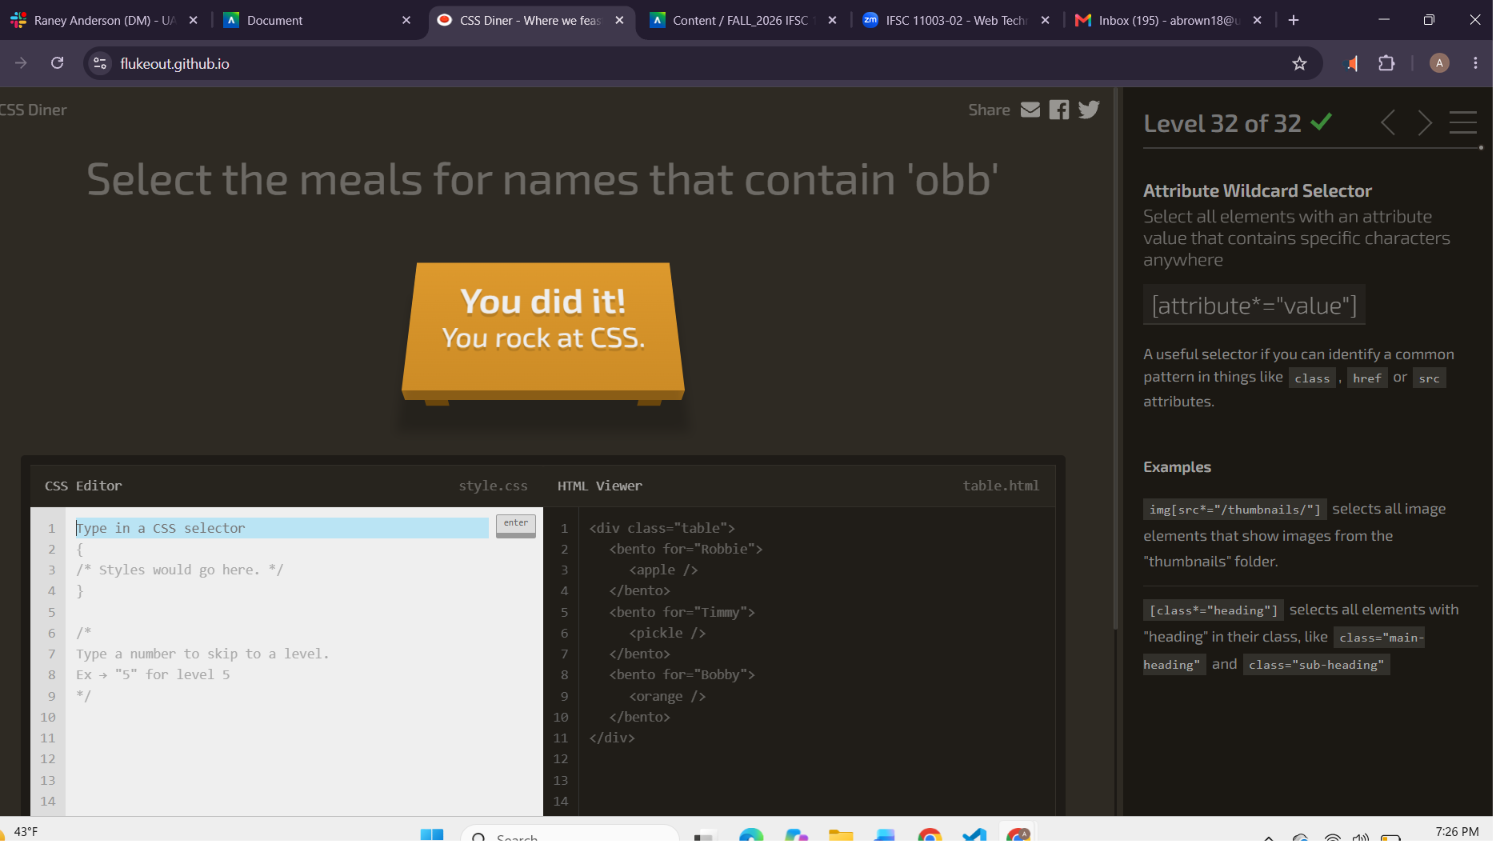 Raney Anderson (DM) - UA
Document
CSS Diner - Where we feas
Content / FALL_2026 IFSC 1
zm
IFSC 11003-02 - Web Techn
Inbox (195) - abrown18@u
flukeout.github.io
A
CSS Diner
Share
Select the meals for names that contain 'obb'
You did it!
You rock at CSS.
CSS Editor
style.css
1 Type in a CSS selector
enter
2 {
3 /* Styles would go here. */
4 }
5
6 /*
7 Type a number to skip to a level.
8 Ex → "5" for level 5
9 */
10
11
12
13
14
HTML Viewer
table.html
1 <div class="table">
2 <bento for="Robbie">
3 <apple />
4 </bento>
5 <bento for="Timmy">
6 <pickle />
7 </bento>
8 <bento for="Bobby">
9 <orange />
10 </bento>
11 </div>
12
13
14
Level 32 of 32
Attribute Wildcard Selector
Select all elements with an attribute
value that contains specific characters
anywhere
[attribute*="value"]
A useful selector if you can identify a common
pattern in things like class , href or src
attributes.
Examples
img[src*="/thumbnails/"] selects all image
elements that show images from the
"thumbnails" folder.
[class*="heading"] selects all elements with
"heading" in their class, like class="main-
heading" and class="sub-heading"
43°F
Search
7:26 PM